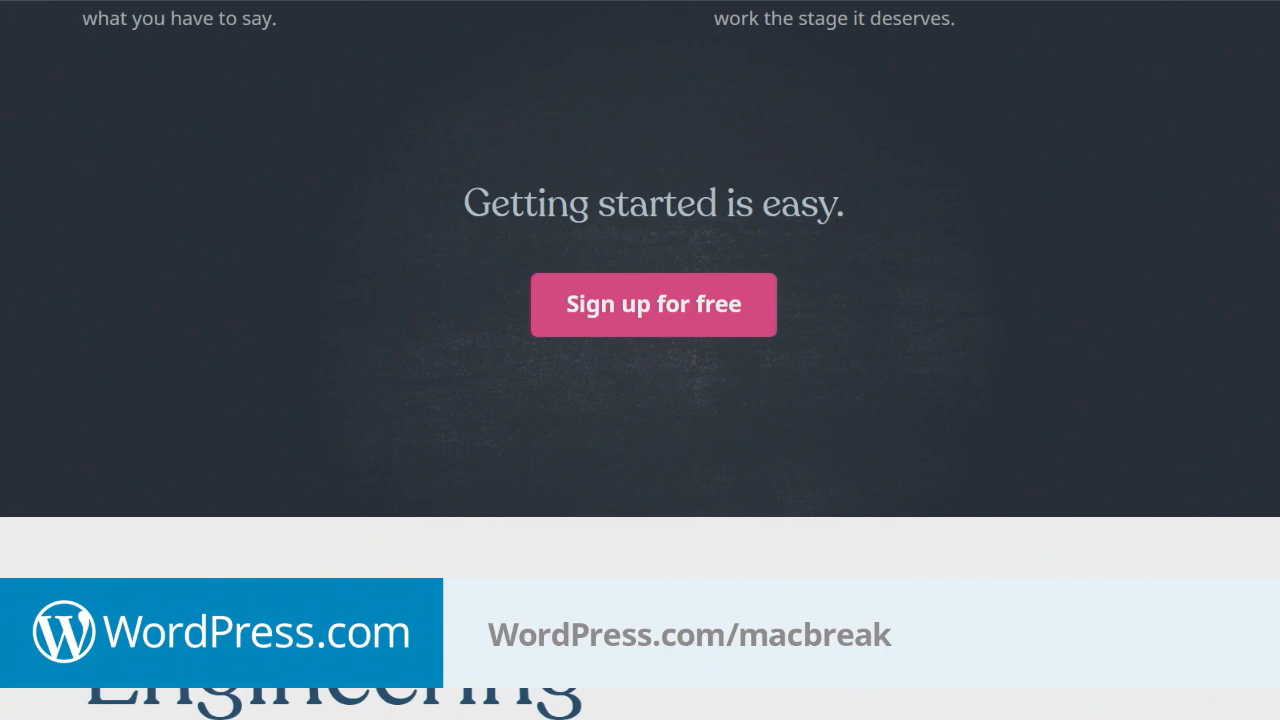 what you have to say.
work the stage it deserves.
Getting started is easy.
Sign up for free
WordPress.com
WordPress.com/macbreak
Engineering